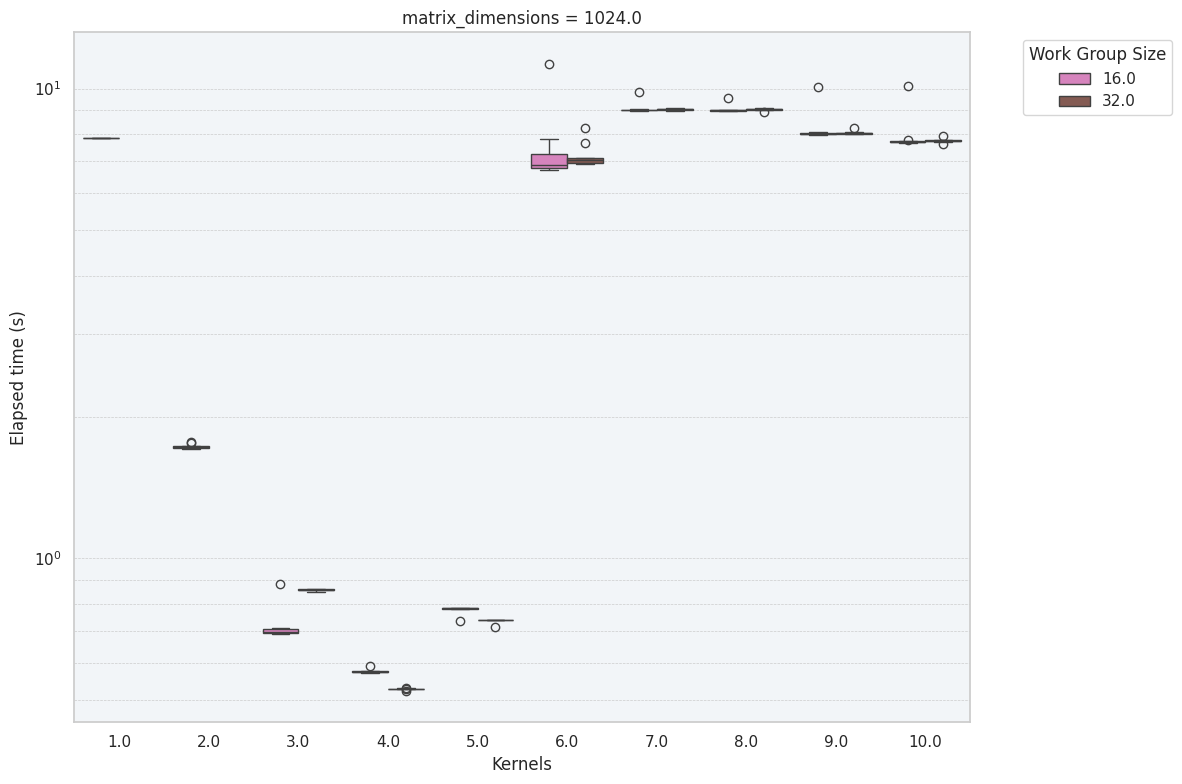 matrix_dimensions = 1024.0
Work Group Size
16.0
32.0
10¹
10⁰
Elapsed time (s)
1.0 2.0 3.0 4.0 5.0 6.0 7.0 8.0 9.0 10.0
Kernels